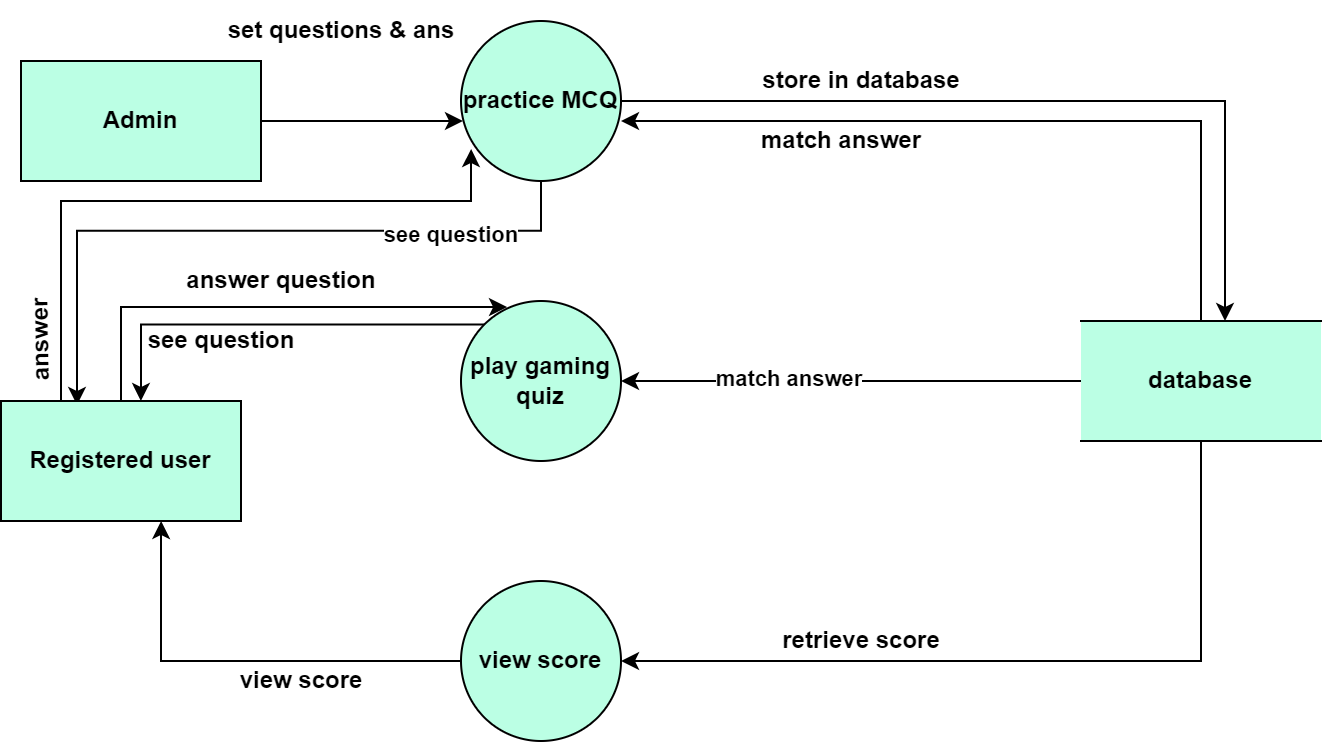 set questions & ans
Admin
practice MCQ
store in database
match answer
see question
answer question
answer
see question
play gaming
quiz
match answer
database
Registered user
view score
retrieve score
view score